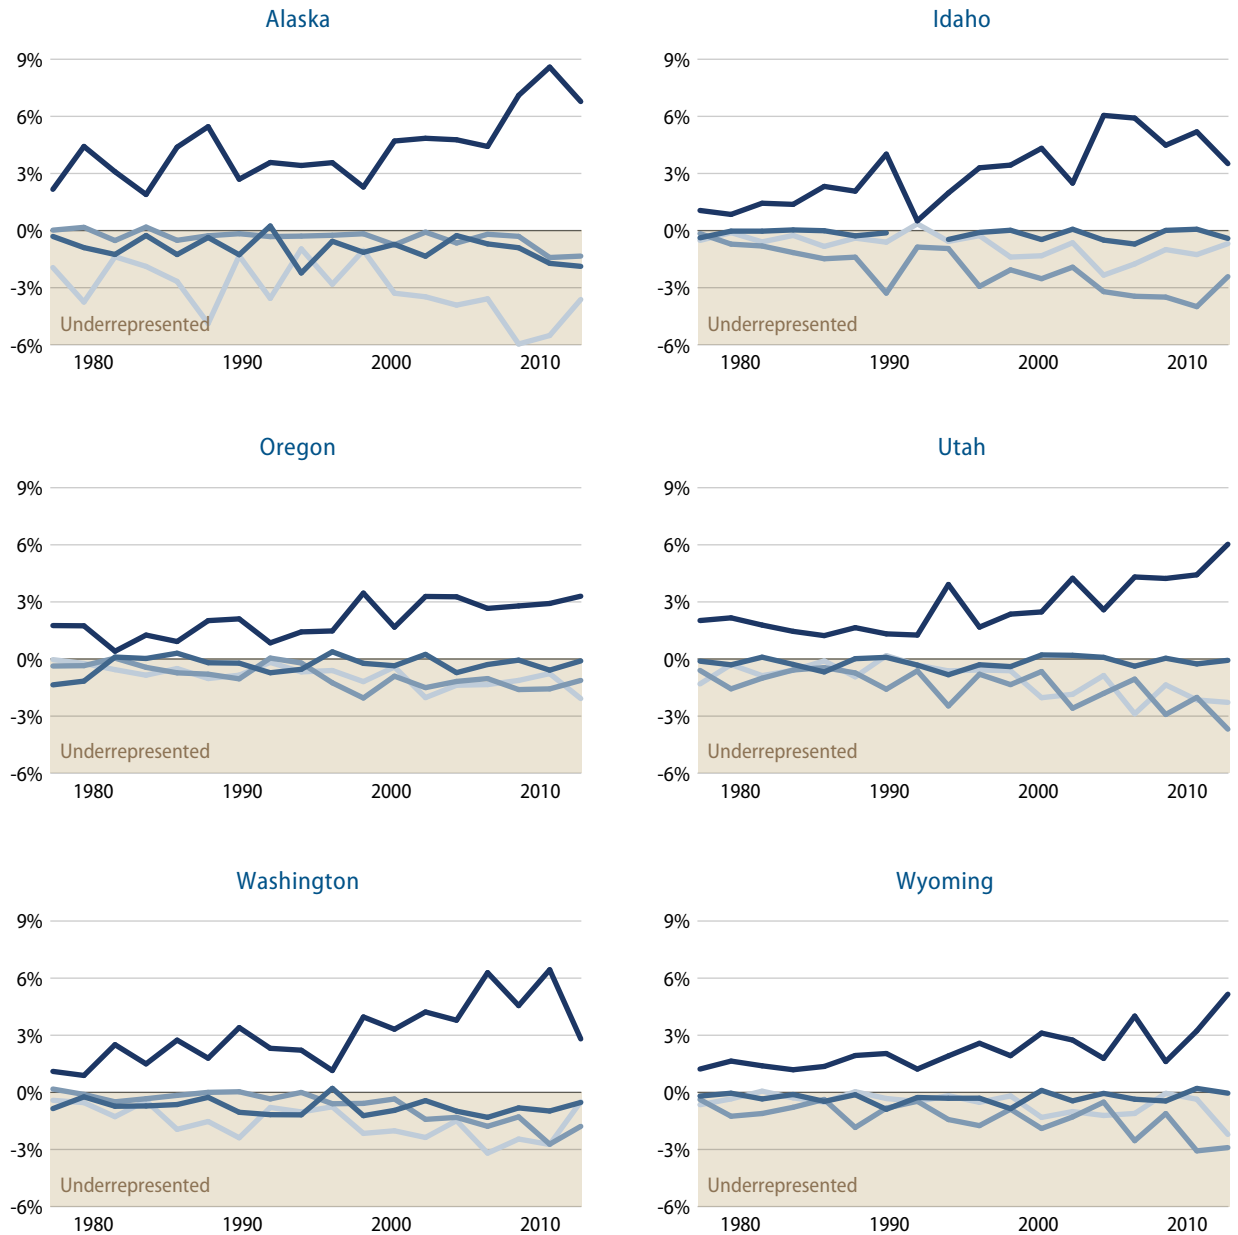 Alaska
9%
6%
3%
0%
-3%
Underrepresented
-6%
1980 1990 2000 2010
Idaho
9%
6%
3%
0%
-3%
Underrepresented
-6%
1980 1990 2000 2010
Oregon
9%
6%
3%
0%
-3%
Underrepresented
-6%
1980 1990 2000 2010
Utah
9%
6%
3%
0%
-3%
Underrepresented
-6%
1980 1990 2000 2010
Washington
9%
6%
3%
0%
-3%
Underrepresented
-6%
1980 1990 2000 2010
Wyoming
9%
6%
3%
0%
-3%
Underrepresented
-6%
1980 1990 2000 2010